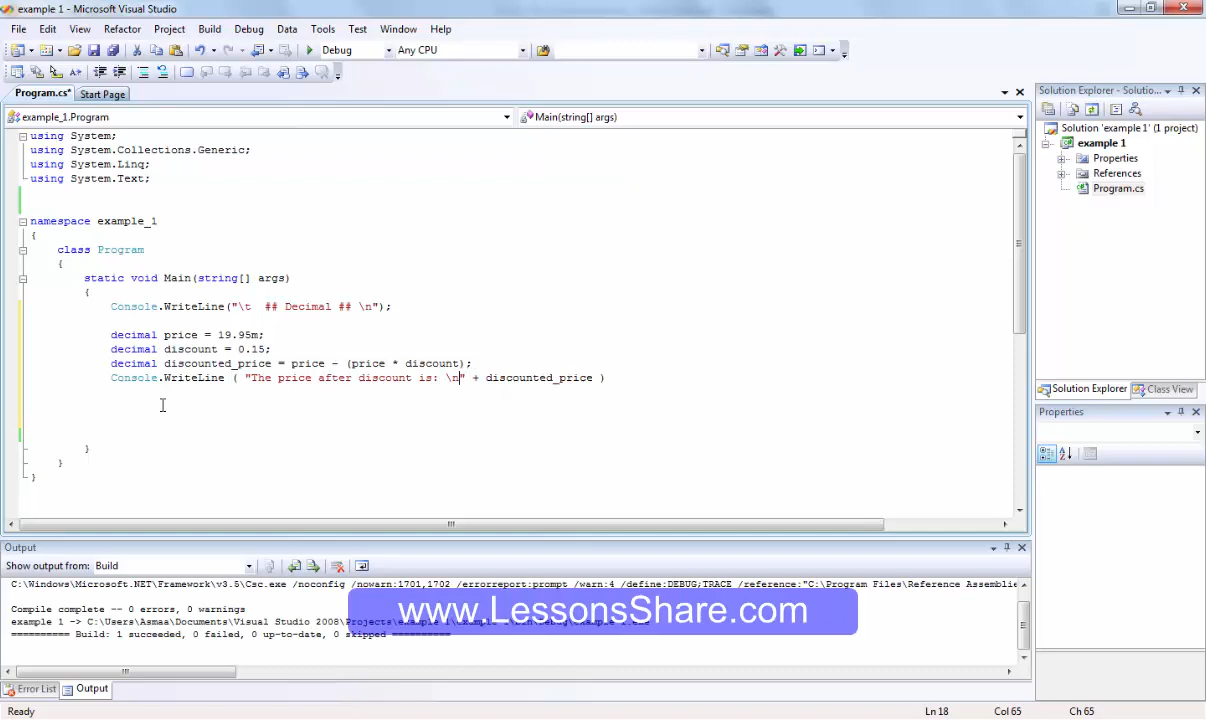 example 1 - Microsoft Visual Studio
File Edit View Refactor Project Build Debug Data Tools Test Window Help
Debug Any CPU
Program.cs* Start Page
example_1.Program Main(string[] args)
using System;
using System.Collections.Generic;
using System.Linq;
using System.Text;
namespace example_1
{
class Program
{
static void Main(string[] args)
{
Console.WriteLine("\t ## Decimal ## \n");
decimal price = 19.95m;
decimal discount = 0.15;
decimal discounted_price = price - (price * discount);
Console.WriteLine ( "The price after discount is: \n" + discounted_price )
}
}
}
Solution Explorer - Solutio...
Solution 'example 1' (1 project)
example 1
Properties
References
Program.cs
Solution Explorer Class View
Properties
Output
Show output from: Build
C:\Windows\Microsoft.NET\Framework\v3.5\Csc.exe /noconfig /nowarn:1701,1702 /errorreport:prompt /warn:4 /define:DEBUG;TRACE /reference:"C:\Program Files\Reference Assemblie
Compile complete -- 0 errors, 0 warnings
example 1 -> C:\Users\Asmaa\Documents\Visual Studio 2008\Projects\example 1\example 1\bin\Debug\example 1.exe
========== Build: 1 succeeded, 0 failed, 0 up-to-date, 0 skipped ==========
www.LessonsShare.com
Error List Output
Ready Ln 18 Col 65 Ch 65